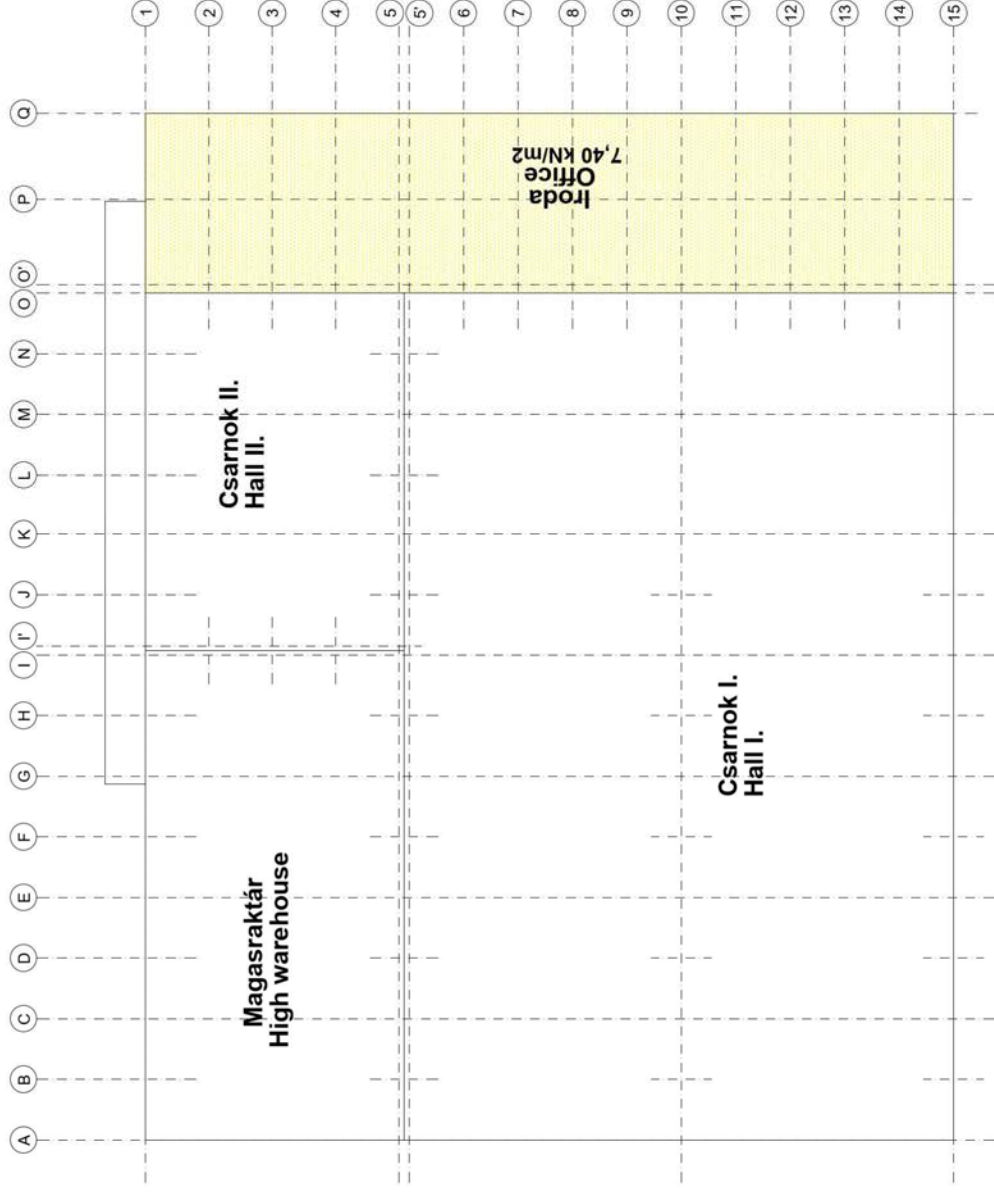 1
2
3
4
5
5'
6
7
8
9
10
11
12
13
14
15
Q
P
O'
O
N
M
L
K
J
I'
I
H
G
F
E
D
C
B
A
Iroda
Office
7,40 kN/m2
Csarnok II.
Hall II.
Magasraktár
High warehouse
Csarnok I.
Hall I.